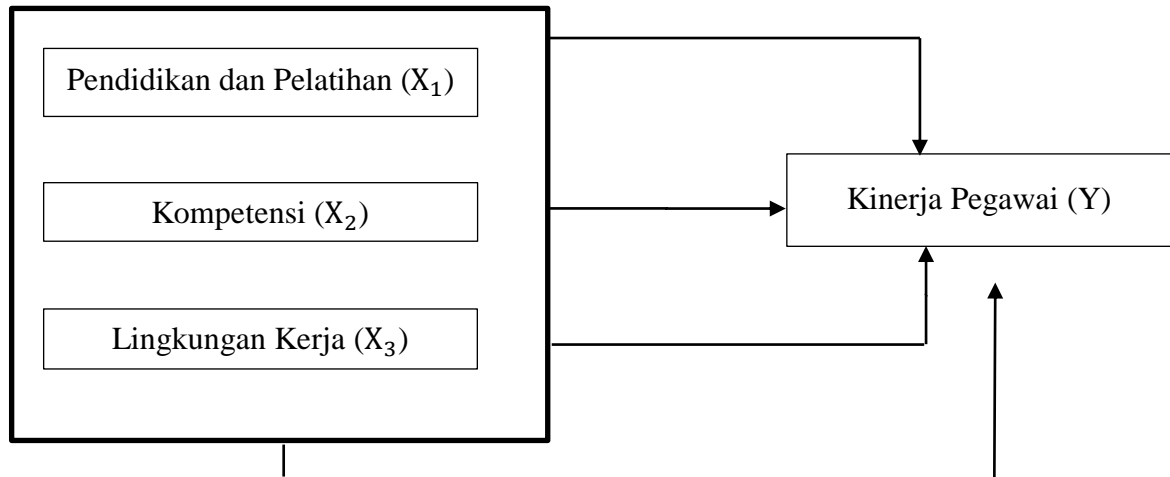 Pendidikan dan Pelatihan (X₁)
Kompetensi (X₂)
Kinerja Pegawai (Y)
Lingkungan Kerja (X₃)